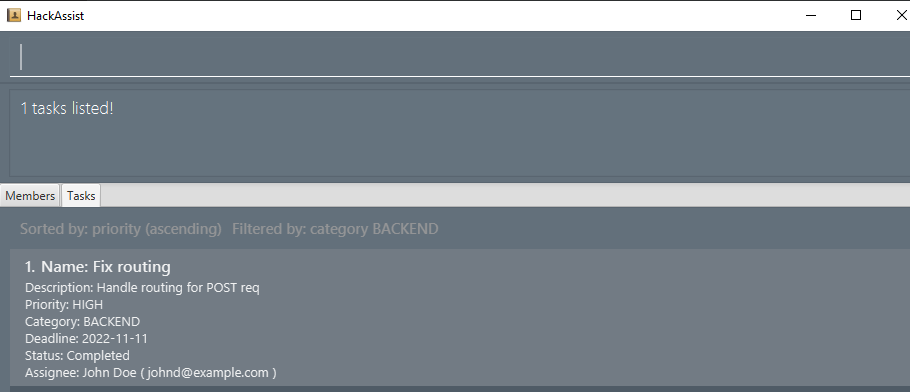 HackAssist
1 tasks listed!
Members Tasks
Sorted by: priority (ascending) Filtered by: category BACKEND
1. Name: Fix routing
Description: Handle routing for POST req
Priority: HIGH
Category: BACKEND
Deadline: 2022-11-11
Status: Completed
Assignee: John Doe ( johnd@example.com )